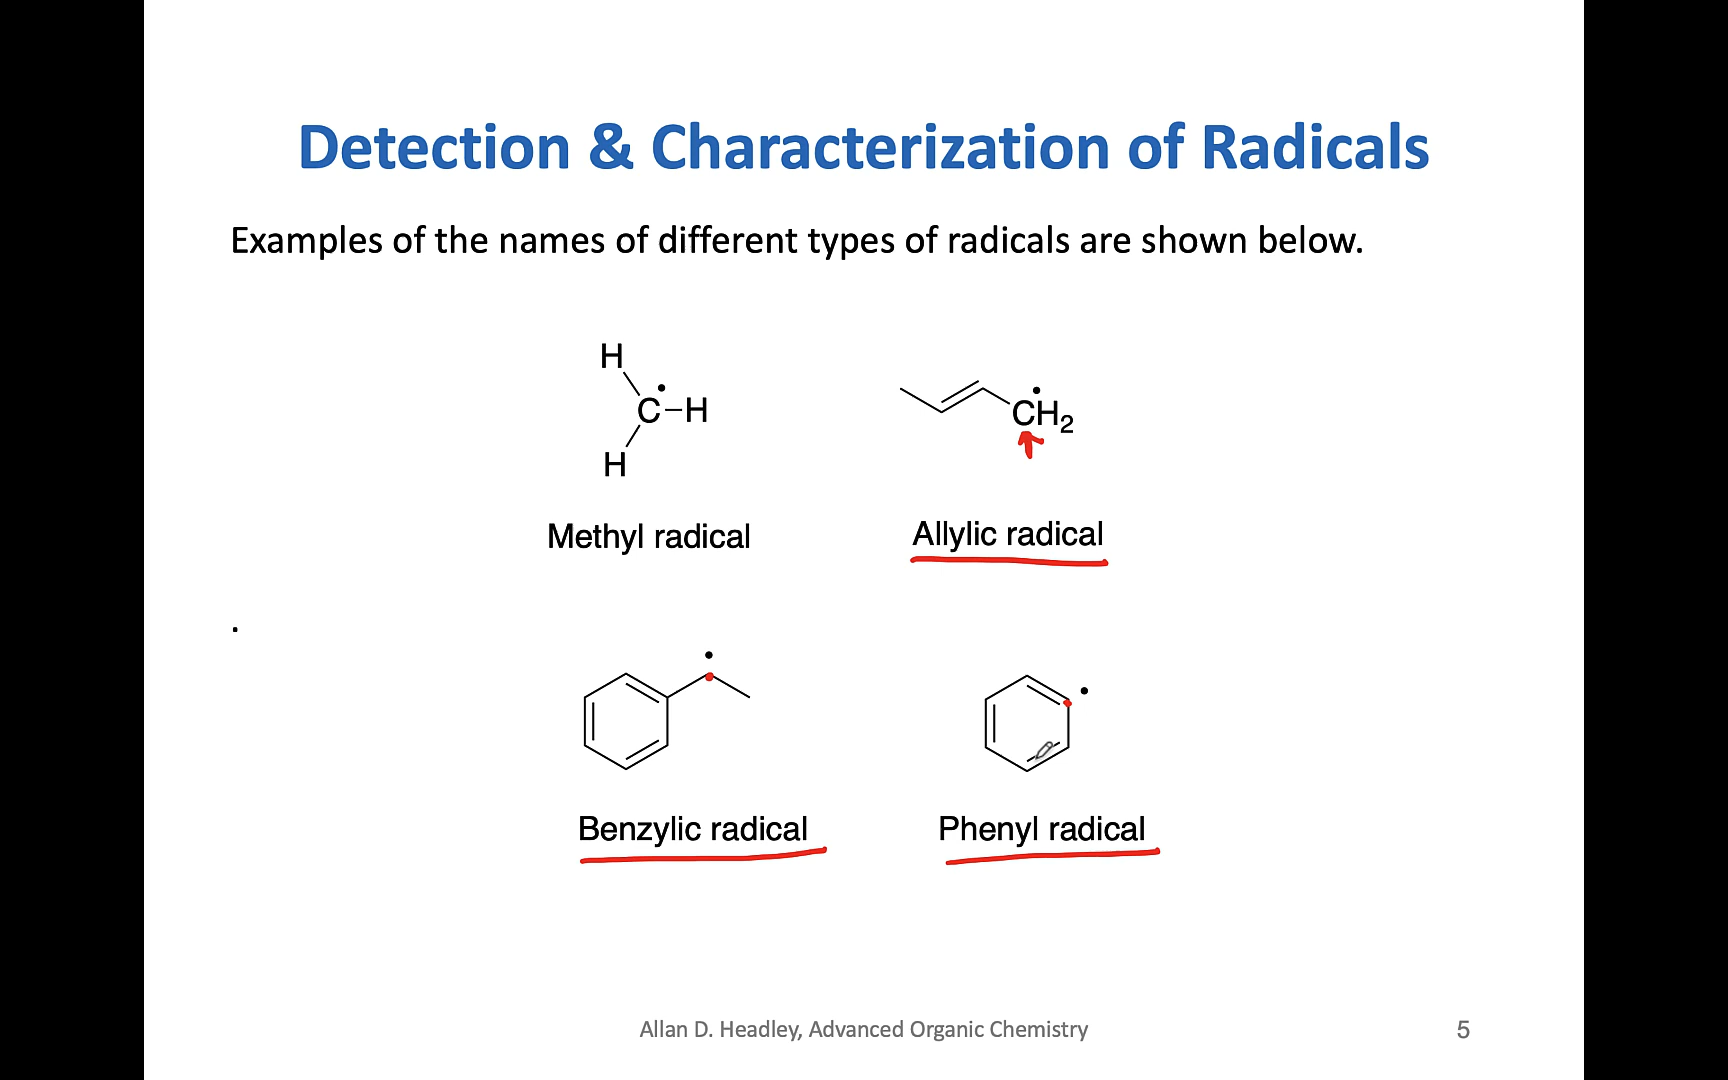 Detection & Characterization of Radicals
Examples of the names of different types of radicals are shown below.
H
C–H
H
CH2
Methyl radical
Allylic radical
.
Benzylic radical
Phenyl radical
Allan D. Headley, Advanced Organic Chemistry
5